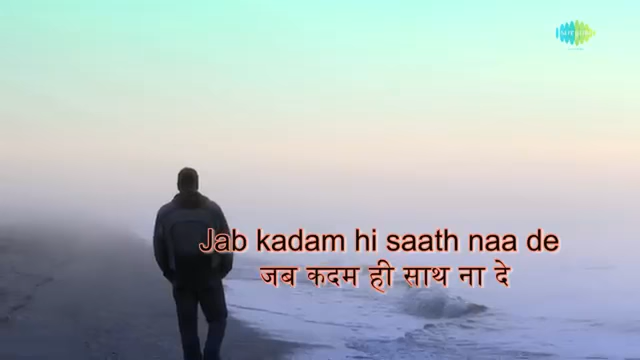 Jab kadam hi saath naa de
जब कदम ही साथ ना दे